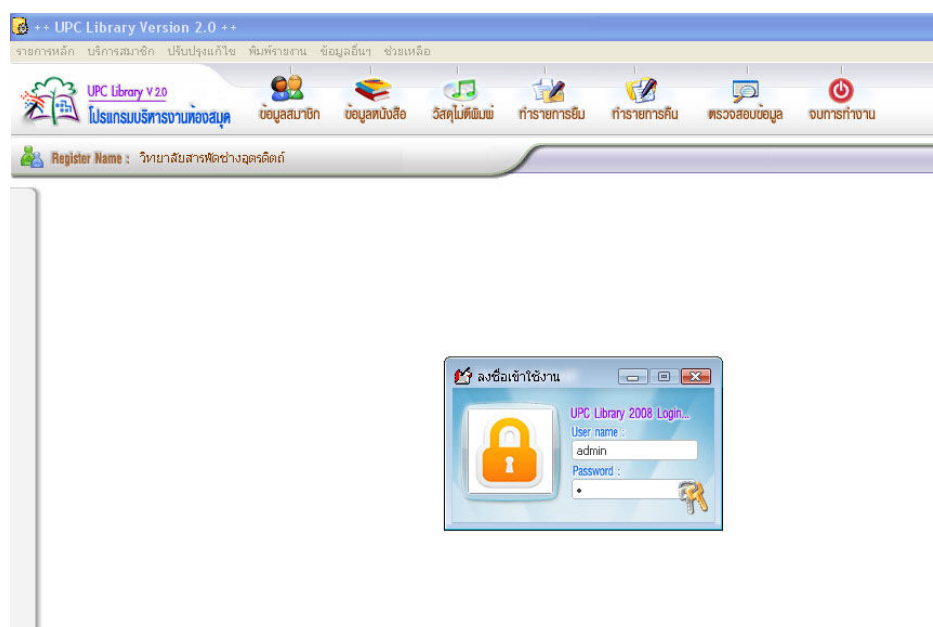 ++ UPC Library Version 2.0 ++
รายการหลัก บริการสมาชิก ปรับปรุงแก้ไข พิมพ์รายงาน ข้อมูลอื่นๆ ช่วยเหลือ
UPC Library V 2.0
โปรแกรมบริหารงานห้องสมุด
ข้อมูลสมาชิก ข้อมูลหนังสือ วัสดุไม่ตีพิมพ์ ทำรายการยืม ทำรายการคืน ตรวจสอบข้อมูล จบการทำงาน
Register Name : วิทยาลัยสารพัดช่างอุตรดิตถ์
ลงชื่อเข้าใช้งาน
UPC Library 2008 Login...
User name :
admin
Password :